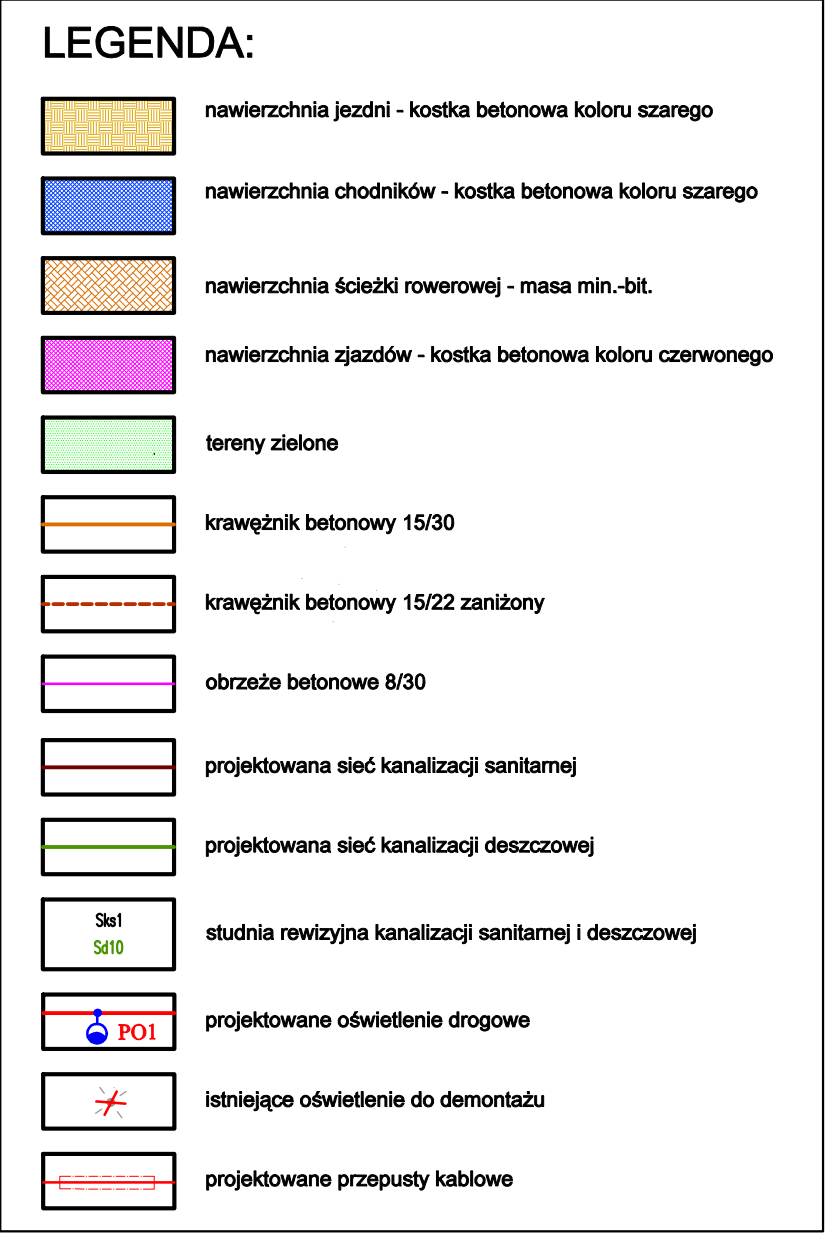 LEGENDA:
nawierzchnia jezdni - kostka betonowa koloru szarego
nawierzchnia chodników - kostka betonowa koloru szarego
nawierzchnia ścieżki rowerowej - masa min.-bit.
nawierzchnia zjazdów - kostka betonowa koloru czerwonego
tereny zielone
krawężnik betonowy 15/30
krawężnik betonowy 15/22 zaniżony
obrzeże betonowe 8/30
projektowana sieć kanalizacji sanitarnej
projektowana sieć kanalizacji deszczowej
Sks1
Sd10
studnia rewizyjna kanalizacji sanitarnej i deszczowej
PO1
projektowane oświetlenie drogowe
istniejące oświetlenie do demontażu
projektowane przepusty kablowe